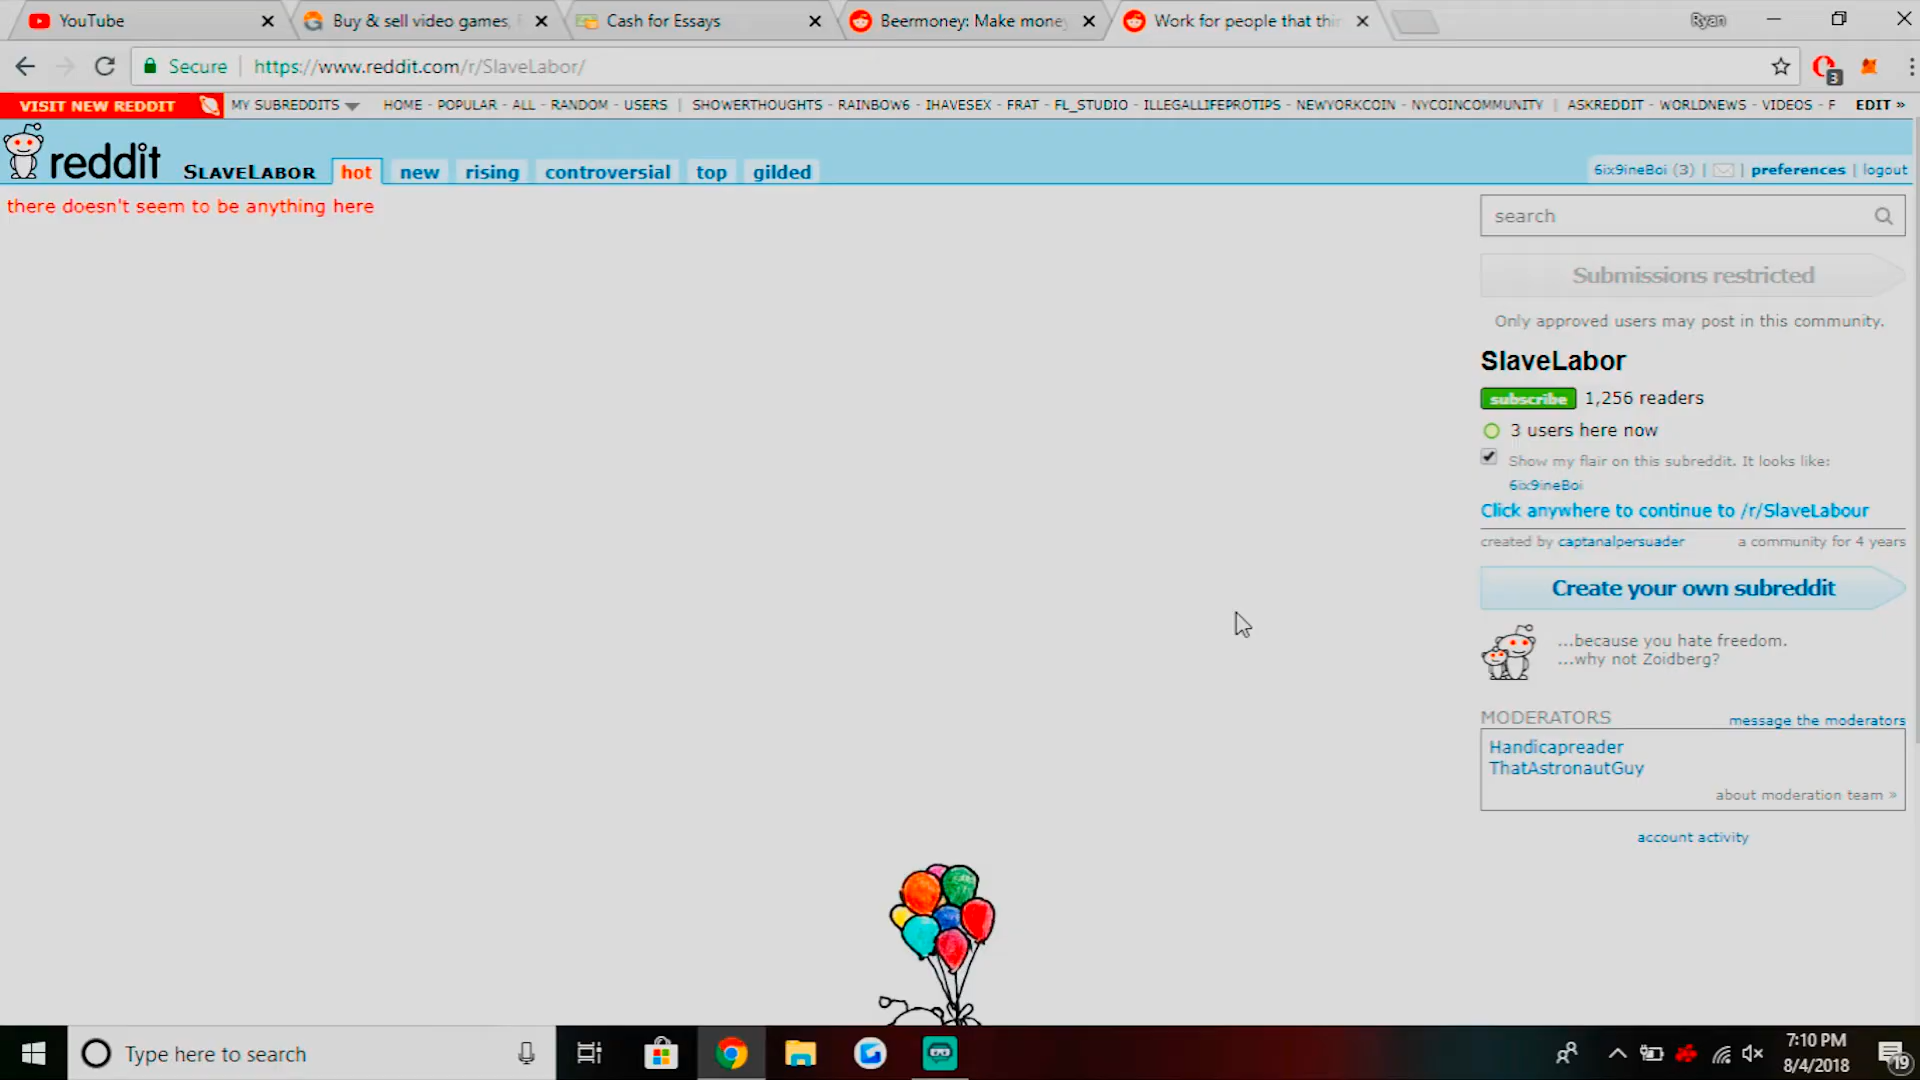 YouTube
Buy & sell video games,
Cash for Essays
Beermoney: Make money
Work for people that thi
Ryan
Secure
https://www.reddit.com/r/SlaveLabor/
3
VISIT NEW REDDIT
MY SUBREDDITS
HOME - POPULAR - ALL - RANDOM - USERS | SHOWERTHOUGHTS - RAINBOW6 - IHAVESEX - FRAT - FL_STUDIO - ILLEGALLIFEPROTIPS - NEWYORKCOIN - NYCOINCOMMUNITY | ASKREDDIT - WORLDNEWS - VIDEOS - F
EDIT »
reddit
SLAVELABOR
hot
new
rising
controversial
top
gilded
6ix9ineBoi (3) | preferences | logout
there doesn't seem to be anything here
search
Submissions restricted
Only approved users may post in this community.
SlaveLabor
subscribe 1,256 readers
3 users here now
Show my flair on this subreddit. It looks like:
6ix9ineBoi
Click anywhere to continue to /r/SlaveLabour
created by captanalpersuader
a community for 4 years
Create your own subreddit
...because you hate freedom.
...why not Zoidberg?
MODERATORS
message the moderators
Handicapreader
ThatAstronautGuy
about moderation team »
account activity
Type here to search
7:10 PM
8/4/2018
19